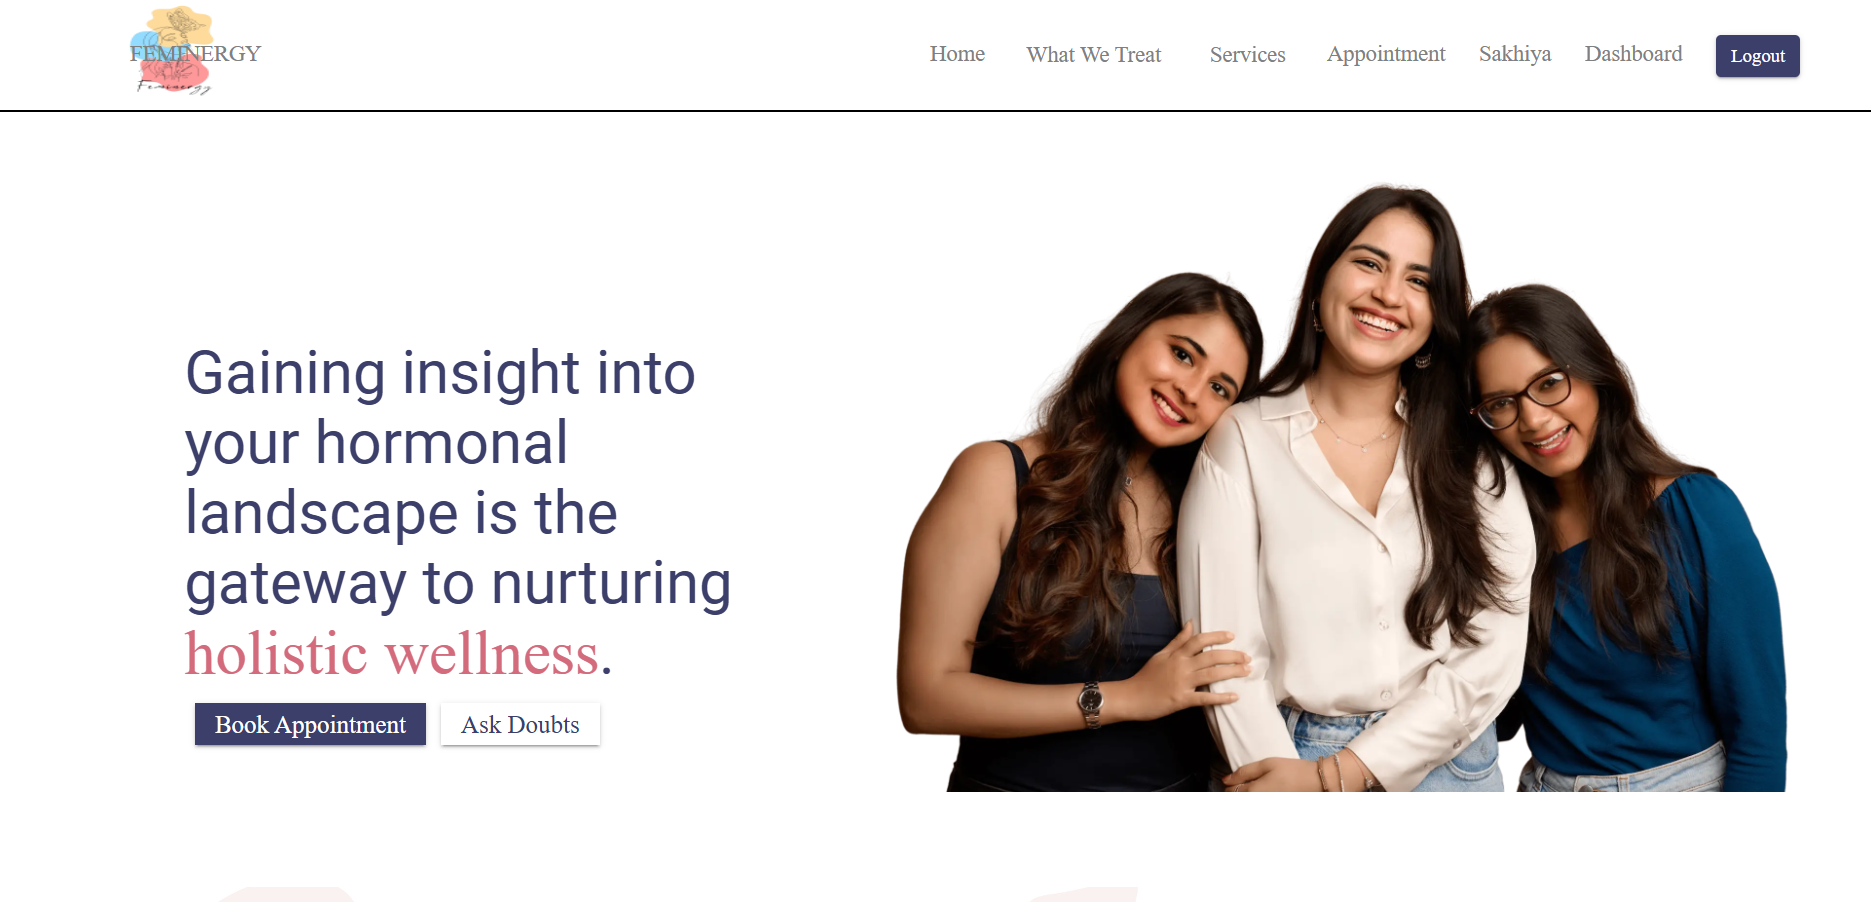 FEMINERGY
Feminergy
Home What We Treat Services Appointment Sakhiya Dashboard Logout
Gaining insight into
your hormonal
landscape is the
gateway to nurturing
holistic wellness.
Book Appointment Ask Doubts